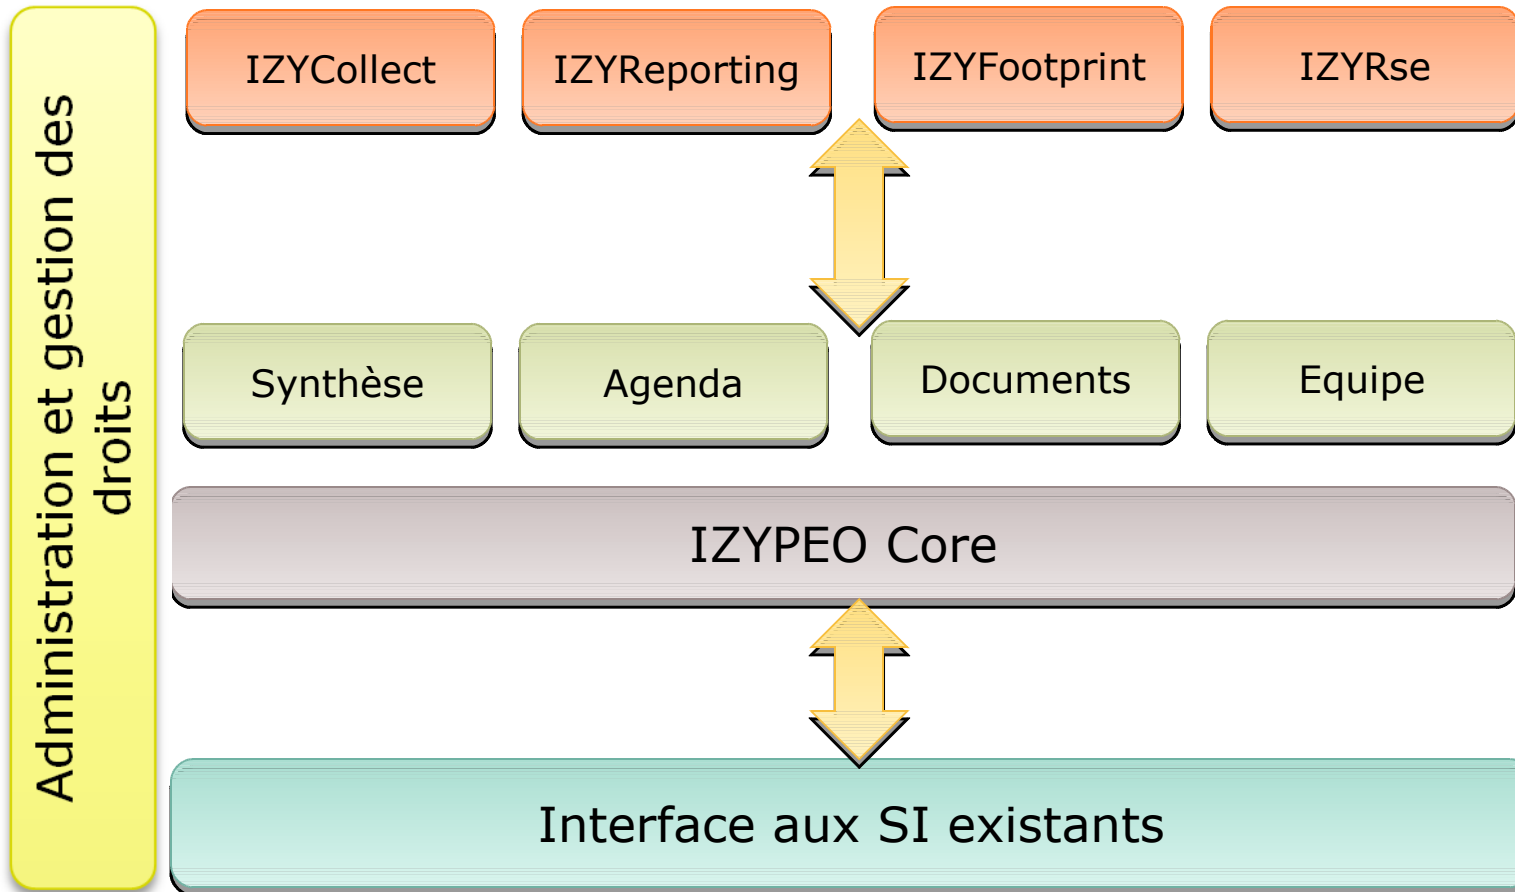 Administration et gestion des
droits
IZYCollect
IZYReporting
IZYFootprint
IZYRse
Synthèse
Agenda
Documents
Equipe
IZYPEO Core
Interface aux SI existants